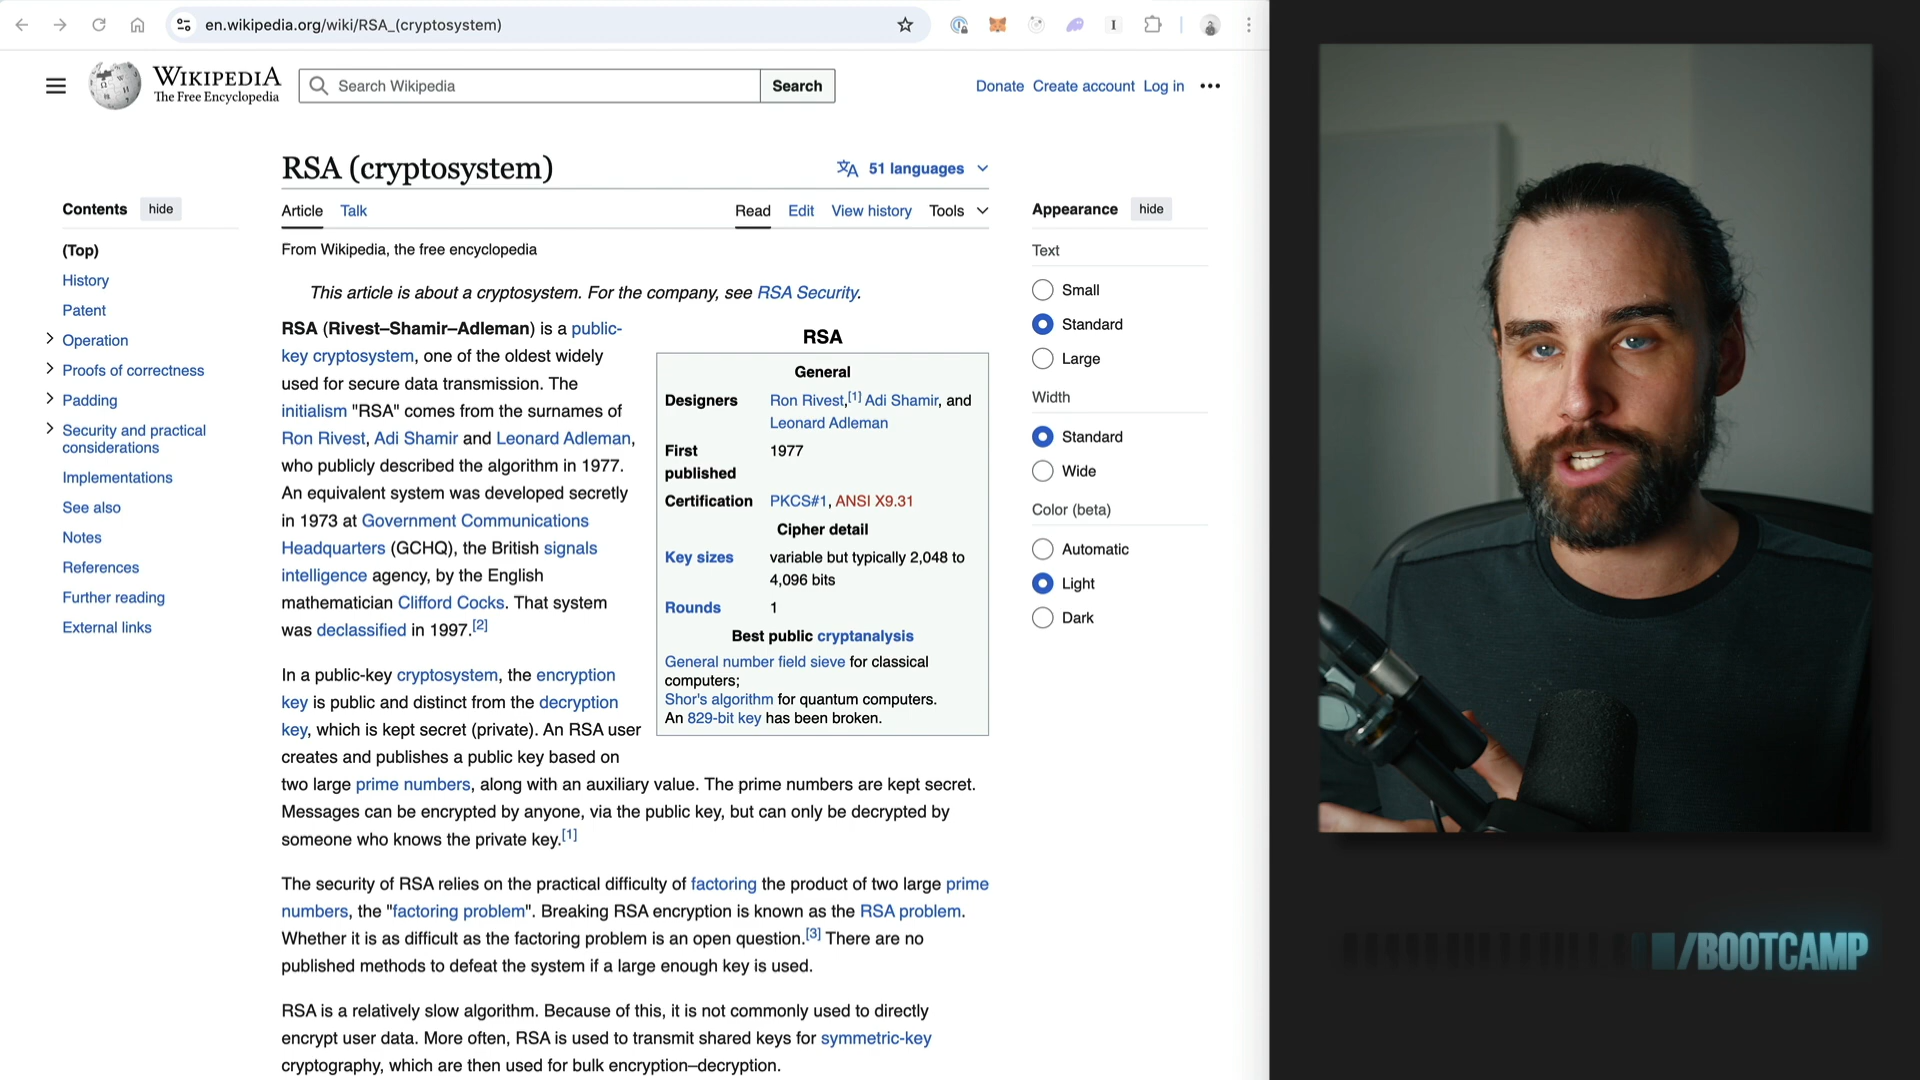 en.wikipedia.org/wiki/RSA_(cryptosystem)
WIKIPEDIA
The Free Encyclopedia
Search Wikipedia
Search
Donate
Create account
Log in
RSA (cryptosystem)
51 languages
Contents
hide
Article
Talk
Read
Edit
View history
Tools
Appearance
hide
From Wikipedia, the free encyclopedia
(Top)
History
Patent
Operation
Proofs of correctness
Padding
Security and practical
considerations
Implementations
See also
Notes
References
Further reading
External links
This article is about a cryptosystem. For the company, see RSA Security.
RSA (Rivest–Shamir–Adleman) is a public-
key cryptosystem, one of the oldest widely
used for secure data transmission. The
initialism "RSA" comes from the surnames of
Ron Rivest, Adi Shamir and Leonard Adleman,
who publicly described the algorithm in 1977.
An equivalent system was developed secretly
in 1973 at Government Communications
Headquarters (GCHQ), the British signals
intelligence agency, by the English
mathematician Clifford Cocks. That system
was declassified in 1997.[2]
RSA
General
Designers Ron Rivest,[1] Adi Shamir, and
Leonard Adleman
First 1977
published
Certification PKCS#1, ANSI X9.31
Cipher detail
Key sizes variable but typically 2,048 to
4,096 bits
Rounds 1
Best public cryptanalysis
General number field sieve for classical
computers;
Shor's algorithm for quantum computers.
An 829-bit key has been broken.
In a public-key cryptosystem, the encryption
key is public and distinct from the decryption
key, which is kept secret (private). An RSA user
creates and publishes a public key based on
two large prime numbers, along with an auxiliary value. The prime numbers are kept secret.
Messages can be encrypted by anyone, via the public key, but can only be decrypted by
someone who knows the private key.[1]
The security of RSA relies on the practical difficulty of factoring the product of two large prime
numbers, the "factoring problem". Breaking RSA encryption is known as the RSA problem.
Whether it is as difficult as the factoring problem is an open question.[3] There are no
published methods to defeat the system if a large enough key is used.
RSA is a relatively slow algorithm. Because of this, it is not commonly used to directly
encrypt user data. More often, RSA is used to transmit shared keys for symmetric-key
cryptography, which are then used for bulk encryption–decryption.
Text
Small
Standard
Large
Width
Standard
Wide
Color (beta)
Automatic
Light
Dark
/BOOTCAMP